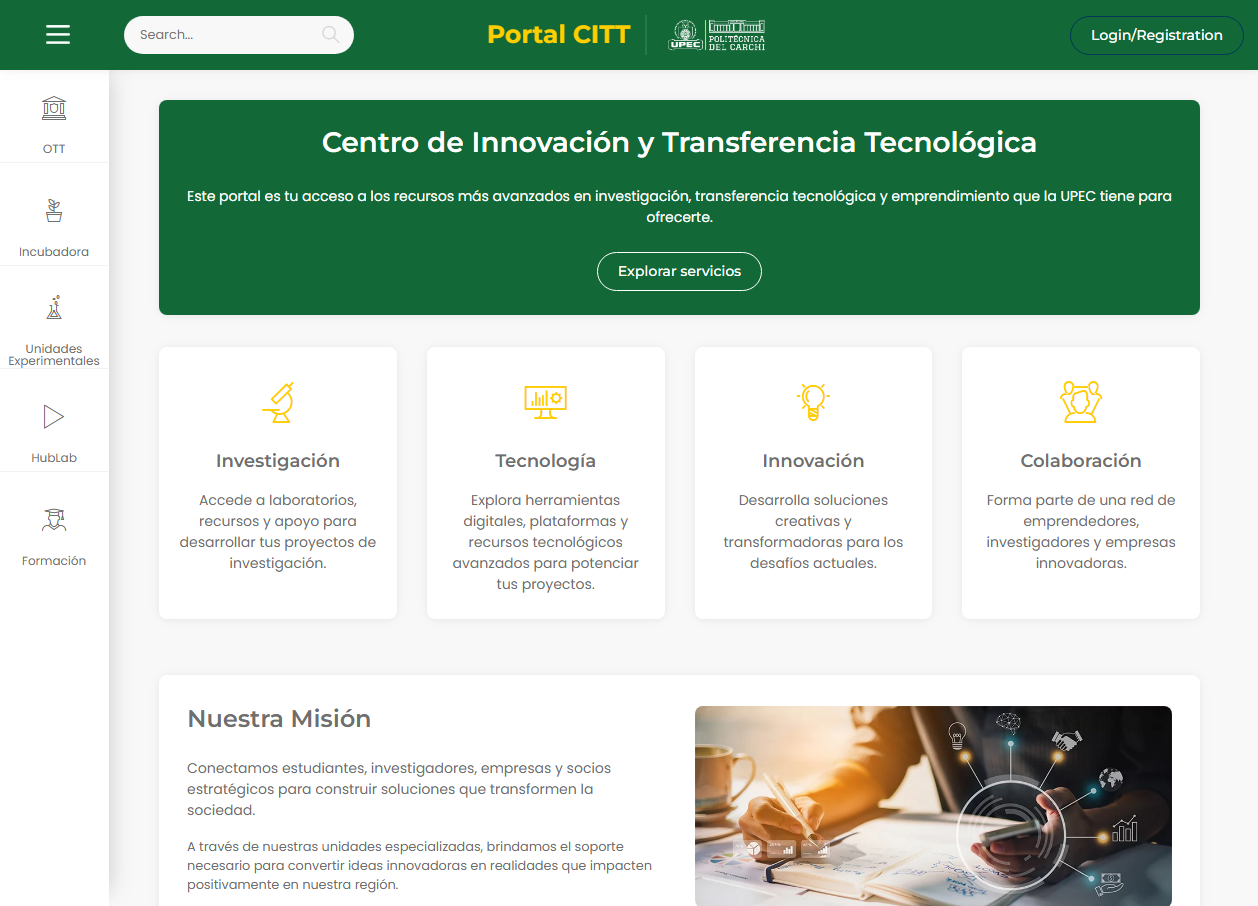 Search...
Portal CITT
UPEC
POLITÉCNICA
DEL CARCHI
Login/Registration
OTT
Incubadora
Unidades
Experimentales
HubLab
Formación
Centro de Innovación y Transferencia Tecnológica
Este portal es tu acceso a los recursos más avanzados en investigación, transferencia tecnológica y emprendimiento que la UPEC tiene para
ofrecerte.
Explorar servicios
Investigación
Accede a laboratorios,
recursos y apoyo para
desarrollar tus proyectos de
investigación.
Tecnología
Explora herramientas
digitales, plataformas y
recursos tecnológicos
avanzados para potenciar
tus proyectos.
Innovación
Desarrolla soluciones
creativas y
transformadoras para los
desafíos actuales.
Colaboración
Forma parte de una red de
emprendedores,
investigadores y empresas
innovadoras.
Nuestra Misión
Conectamos estudiantes, investigadores, empresas y socios
estratégicos para construir soluciones que transformen la
sociedad.
A través de nuestras unidades especializadas, brindamos el soporte
necesario para convertir ideas innovadoras en realidades que impacten
positivamente en nuestra región.